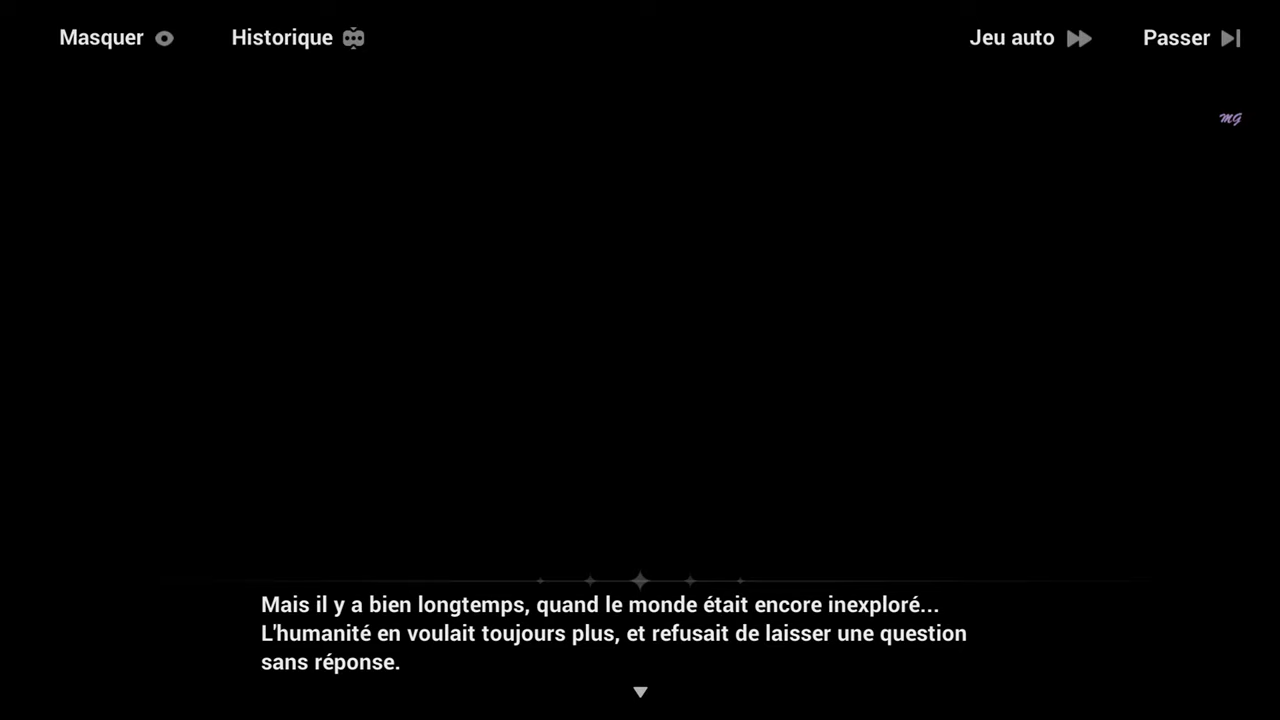 Masquer
Historique
Jeu auto
Passer
MG
Mais il y a bien longtemps, quand le monde était encore inexploré...
L'humanité en voulait toujours plus, et refusait de laisser une question
sans réponse.